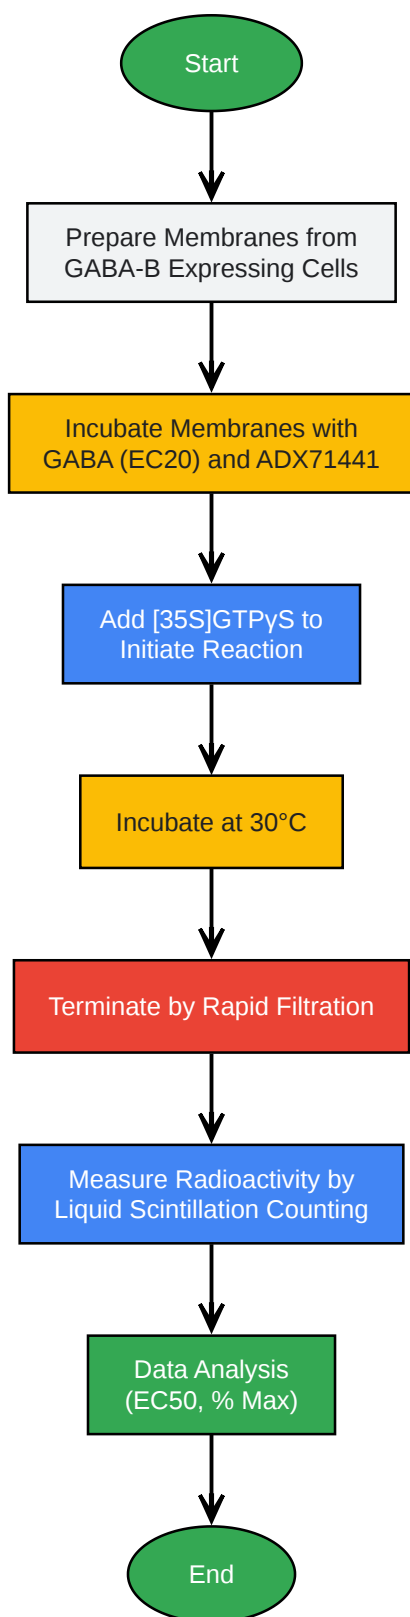 Start
Prepare Membranes from
GABA-B Expressing Cells
Incubate Membranes with
GABA (EC20) and ADX71441
Add [35S]GTPγS to
Initiate Reaction
Incubate at 30°C
Terminate by Rapid Filtration
Measure Radioactivity by
Liquid Scintillation Counting
Data Analysis
(EC50, % Max)
End